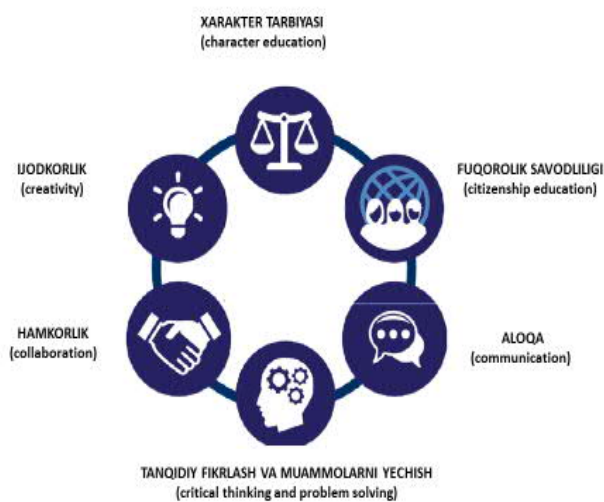 XARAKTER TARBIYASI
(character education)
IJODKORLIK
(creativity)
FUQOROLIK SAVODLILIGI
(citizenship education)
HAMKORLIK
(collaboration)
ALOQA
(communication)
TANQIDIY FIKRLASH VA MUAMMOLARNI YECHISH
(critical thinking and problem solving)